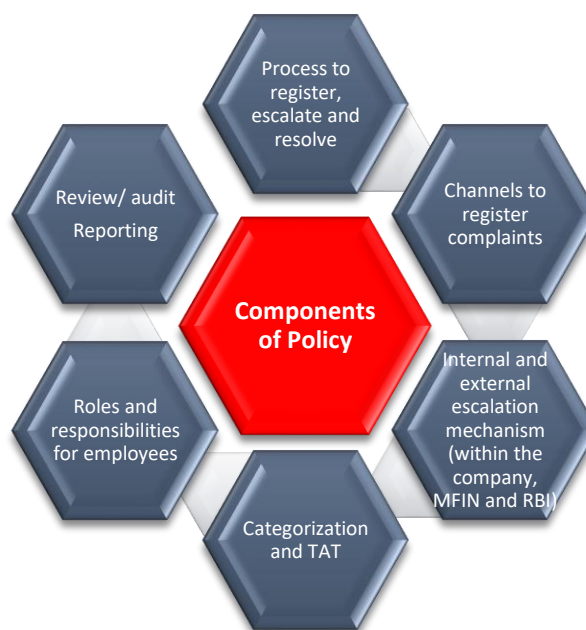 Process to
register,
escalate and
resolve
Channels to
register
complaints
Internal and
external
escalation
mechanism
(within the
company,
MFIN and RBI)
Categorization
and TAT
Roles and
responsibilities
for employees
Review/ audit
Reporting
Components
of Policy